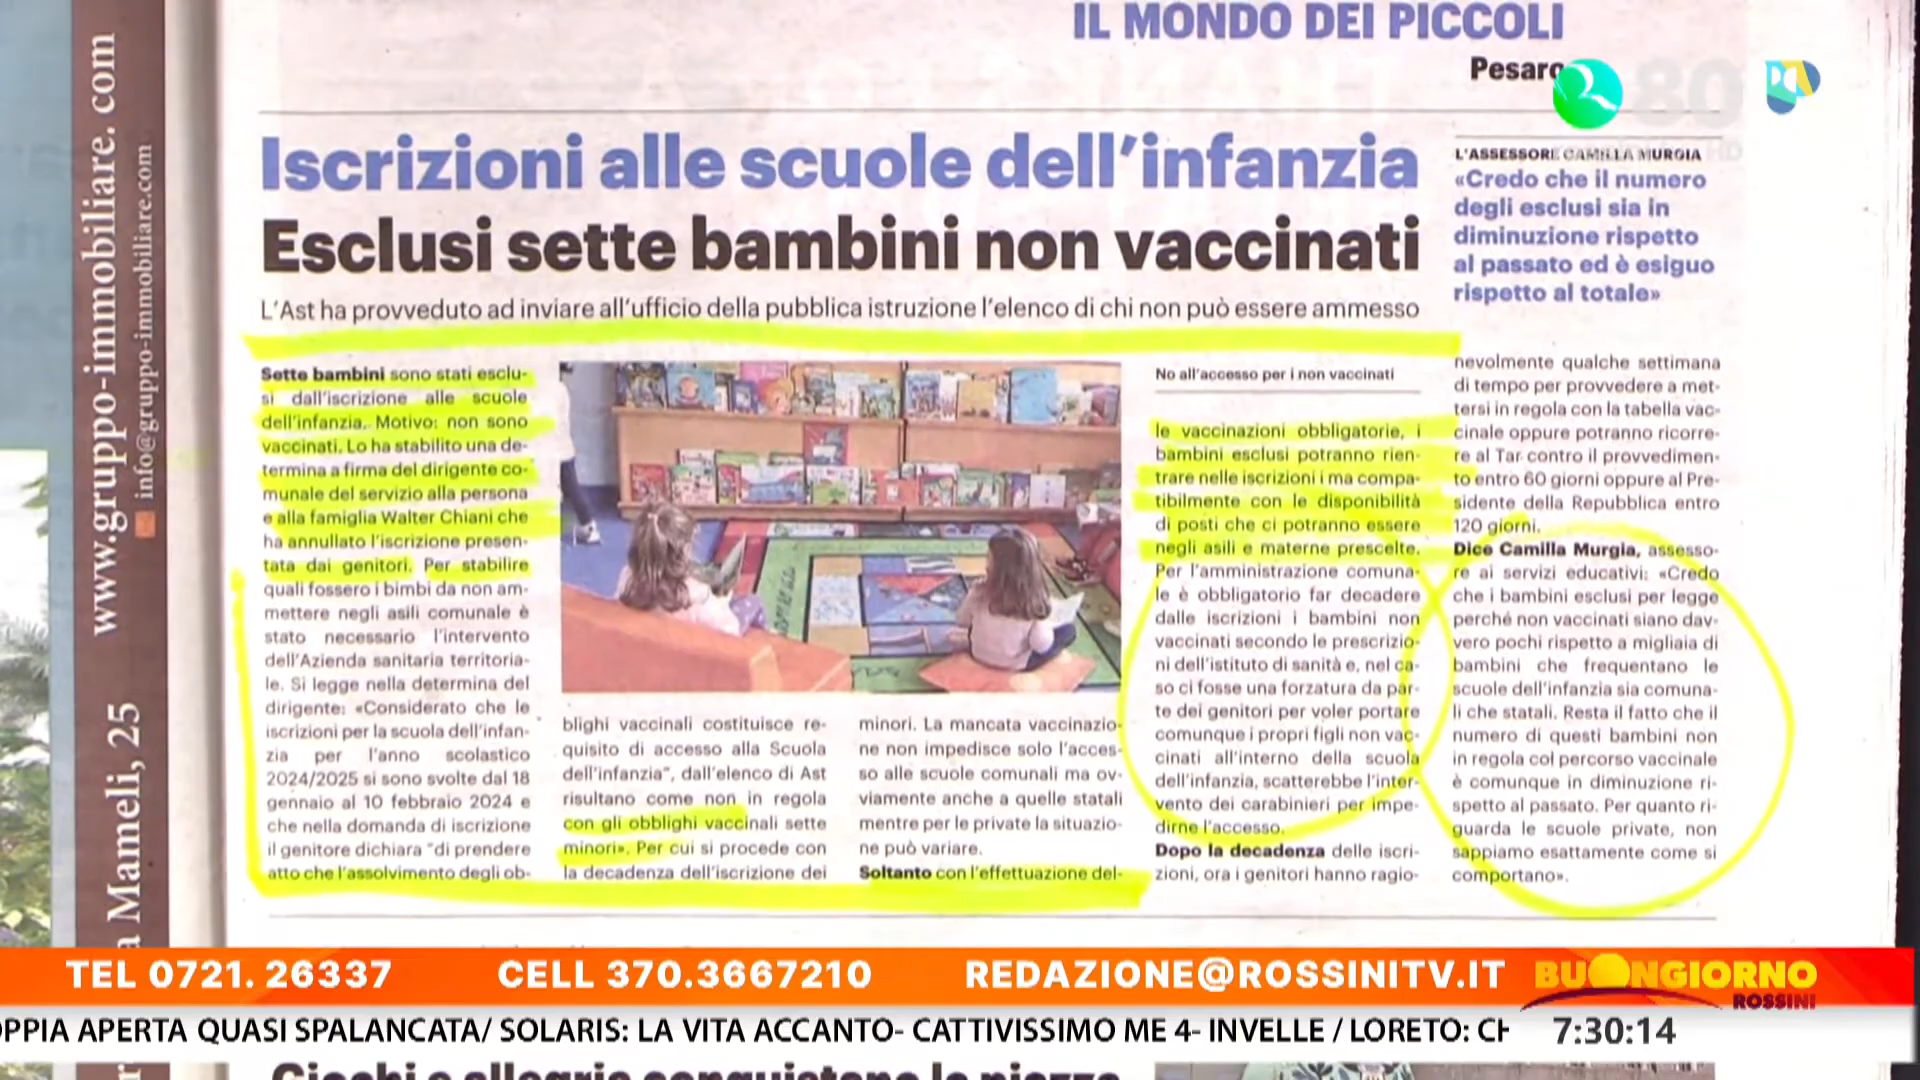 IL MONDO DEI PICCOLI
Pesaro
www.gruppo-immobiliare.com
info@gruppo-immobiliare.com
Mameli, 25
Iscrizioni alle scuole dell'infanzia
Esclusi sette bambini non vaccinati
L'Ast ha provveduto ad inviare all'ufficio della pubblica istruzione l'elenco di chi non può essere ammesso
L'ASSESSORE CAMILLA MURGIA
«Credo che il numero
degli esclusi sia in
diminuzione rispetto
al passato ed è esiguo
rispetto al totale»
Sette bambini sono stati esclu-
si dall'iscrizione alle scuole
dell'infanzia. Motivo: non sono
vaccinati. Lo ha stabilito una de-
termina a firma del dirigente co-
munale del servizio alla persona
e alla famiglia Walter Chiani che
ha annullato l'iscrizione presen-
tata dai genitori. Per stabilire
quali fossero i bimbi da non am-
mettere negli asili comunale è
stato necessario l'intervento
dell'Azienda sanitaria territoria-
le. Si legge nella determina del
dirigente: «Considerato che le
iscrizioni per la scuola dell'infan-
zia per l'anno scolastico
2024/2025 si sono svolte dal 18
gennaio al 10 febbraio 2024 e
che nella domanda di iscrizione
il genitore dichiara "di prendere
atto che l'assolvimento degli ob-
blighi vaccinali costituisce re-
quisito di accesso alla Scuola
dell'infanzia", dall'elenco di Ast
risultano come non in regola
con gli obblighi vaccinali sette
minori». Per cui si procede con
la decadenza dell'iscrizione dei
minori. La mancata vaccinazio-
ne non impedisce solo l'acces-
so alle scuole comunali ma ov-
viamente anche a quelle statali
mentre per le private la situazio-
ne può variare.
Soltanto con l'effettuazione del-
No all'accesso per i non vaccinati
le vaccinazioni obbligatorie, i
bambini esclusi potranno rien-
trare nelle iscrizioni i ma compa-
tibilmente con le disponibilità
di posti che ci potranno essere
negli asili e materne prescelte.
Per l'amministrazione comuna-
le è obbligatorio far decadere
dalle iscrizioni i bambini non
vaccinati secondo le prescrizio-
ni dell'istituto di sanità e, nel ca-
so ci fosse una forzatura da par-
te dei genitori per voler portare
comunque i propri figli non vac-
cinati all'interno della scuola
dell'infanzia, scatterebbe l'inter-
vento dei carabinieri per impe-
dirne l'accesso.
Dopo la decadenza delle iscri-
zioni, ora i genitori hanno ragio-
nevolmente qualche settimana
di tempo per provvedere a met-
tersi in regola con la tabella vac-
cinale oppure potranno ricorre-
re al Tar contro il provvedimen-
to entro 60 giorni oppure al Pre-
sidente della Repubblica entro
120 giorni.
Dice Camilla Murgia, assesso-
re ai servizi educativi: «Credo
che i bambini esclusi per legge
perché non vaccinati siano dav-
vero pochi rispetto a migliaia di
bambini che frequentano le
scuole dell'infanzia sia comuna-
li che statali. Resta il fatto che il
numero di questi bambini non
in regola col percorso vaccinale
è comunque in diminuzione ri-
spetto al passato. Per quanto ri-
guarda le scuole private, non
sappiamo esattamente come si
comportano».
TEL 0721. 26337 CELL 370.3667210 REDAZIONE@ROSSINITV.IT
BUONGIORNO
ROSSINI
OPPIA APERTA QUASI SPALANCATA/ SOLARIS: LA VITA ACCANTO- CATTIVISSIMO ME 4- INVELLE / LORETO: CH
7:30:14